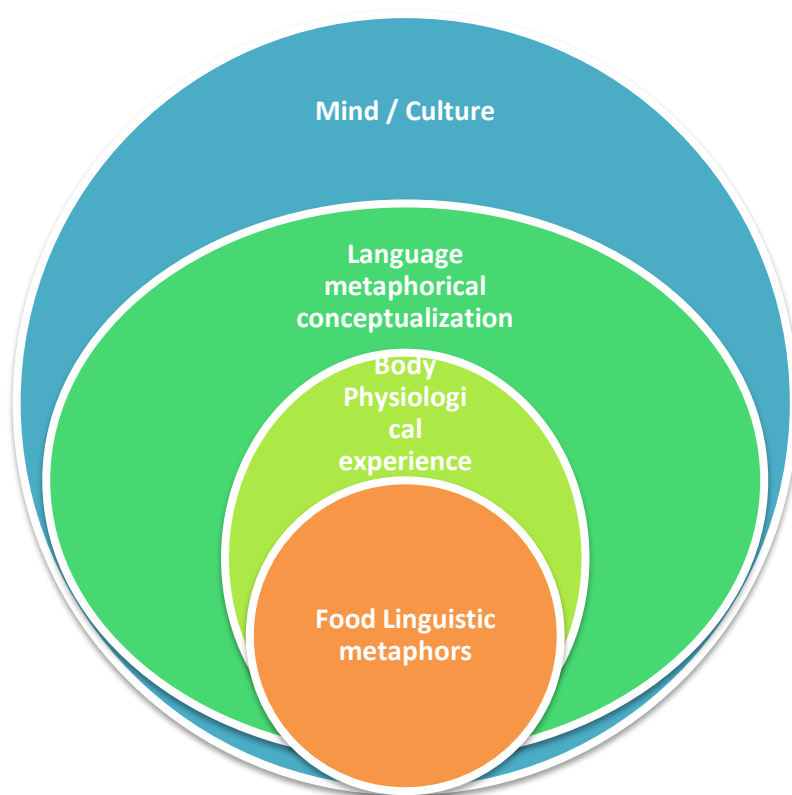 Mind / Culture
Language
metaphorical
conceptualization
Body
Physiologi
cal
experience
Food Linguistic
metaphors